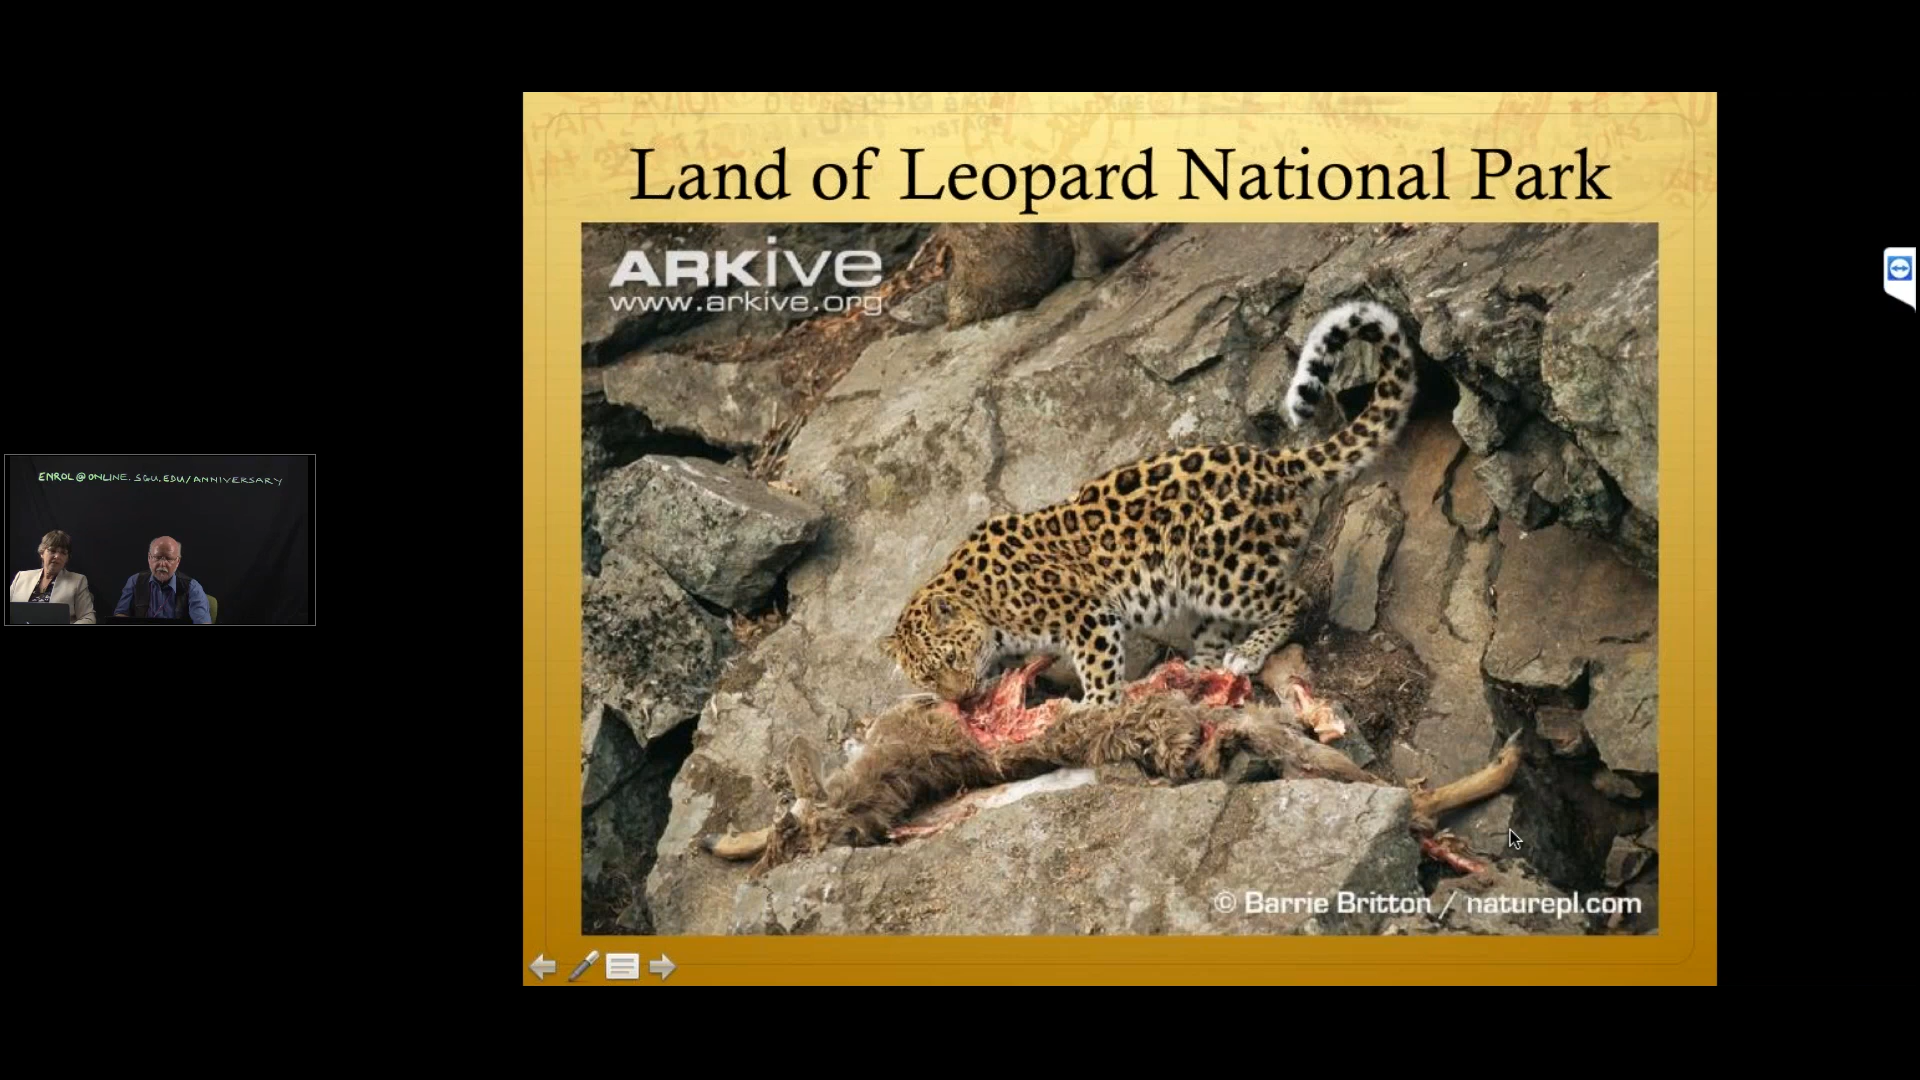 ENROL@ONLINE.SGU.EDU/ANNIVERSARY
Land of Leopard National Park
ARKive
www.arkive.org
© Barrie Britton / naturepl.com